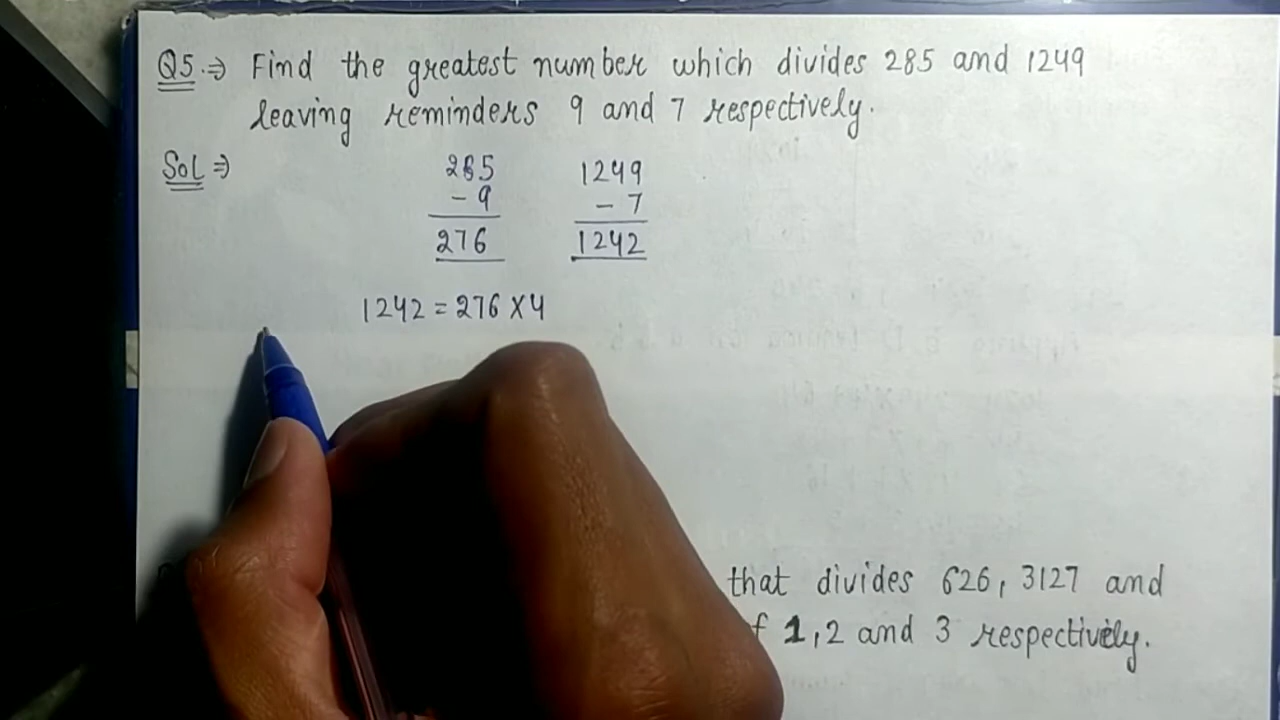 Q5.⇒ Find the greatest number which divides 285 and 1249
leaving reminders 9 and 7 respectively.
Sol ⇒
285 1249
- 9 - 7
276 1242
1242 = 276 X 4
that divides 626, 3127 and
f 1, 2 and 3 respectively.